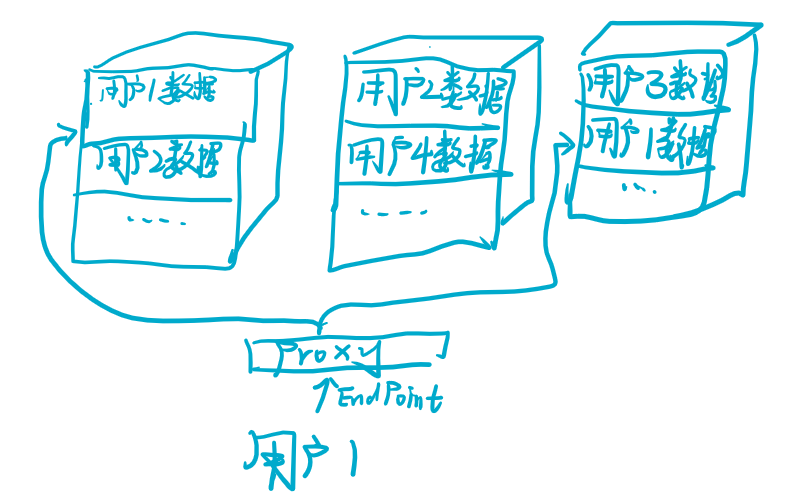 用户1数据
用户2数据
.....
用户2数据
用户4数据
.....
用户3数据
用户1数据
....
Proxy
EndPoint
用户1